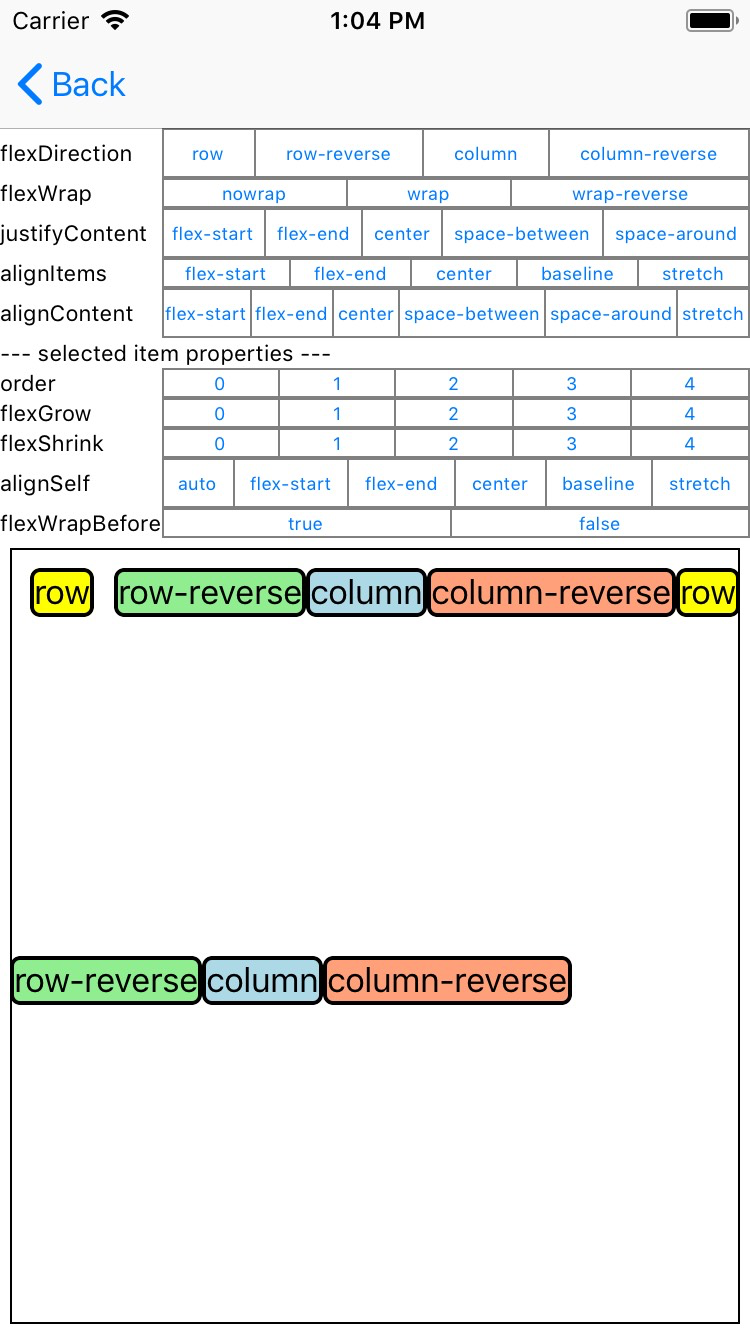 Carrier 1:04 PM
Back
flexDirection row row-reverse column column-reverse
flexWrap nowrap wrap wrap-reverse
justifyContent flex-start flex-end center space-between space-around
alignItems flex-start flex-end center baseline stretch
alignContent flex-start flex-end center space-between space-around stretch
--- selected item properties ---
order 0 1 2 3 4
flexGrow 0 1 2 3 4
flexShrink 0 1 2 3 4
alignSelf auto flex-start flex-end center baseline stretch
flexWrapBefore true false
row row-reverse column column-reverse row
row-reverse column column-reverse